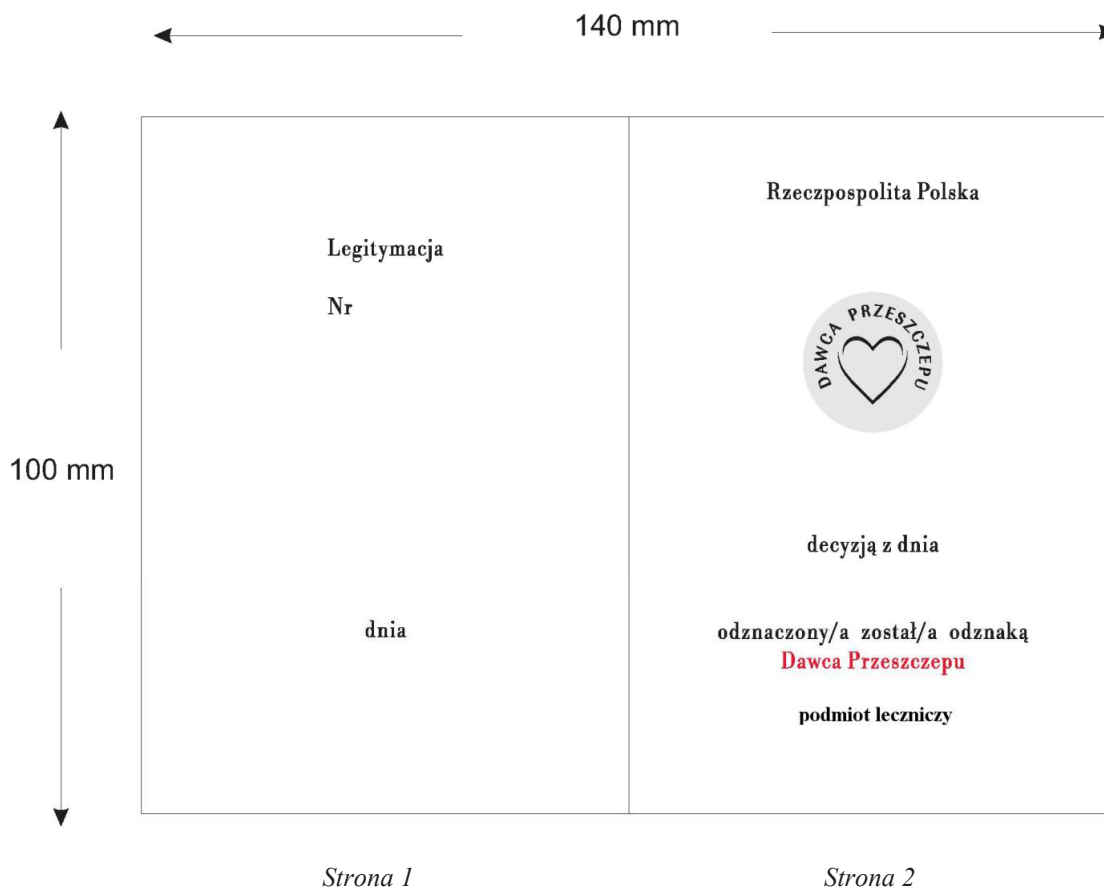 140 mm
100 mm
Legitymacja
Nr
dnia
Rzeczpospolita Polska
DAWCA PRZESZCZEPU
decyzją z dnia
odznaczony/a został/a odznaką
Dawca Przeszczepu
podmiot leczniczy
Strona 1
Strona 2